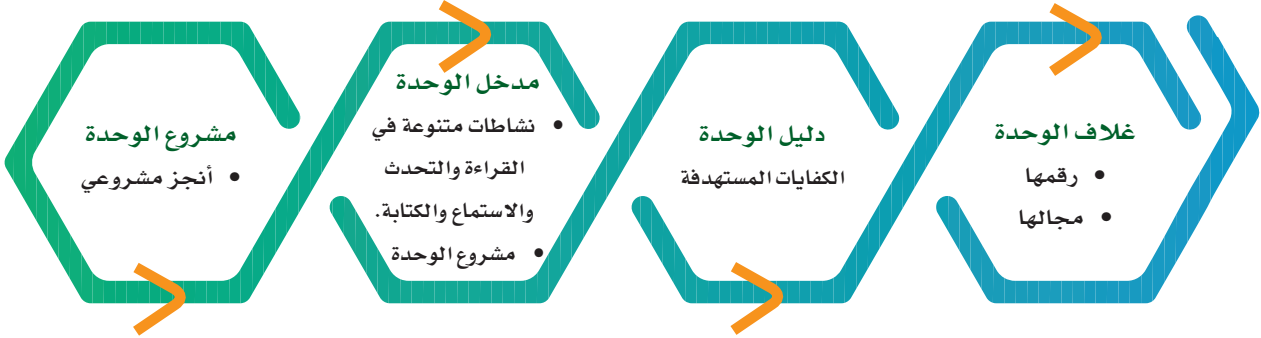 غلاف الوحدة
• رقمها
• مجالها
دليل الوحدة
الكفايات المستهدفة
مدخل الوحدة
• نشاطات متنوعة في
القراءة والتحدث
والاستماع والكتابة.
• مشروع الوحدة
مشروع الوحدة
• أنجز مشروعي